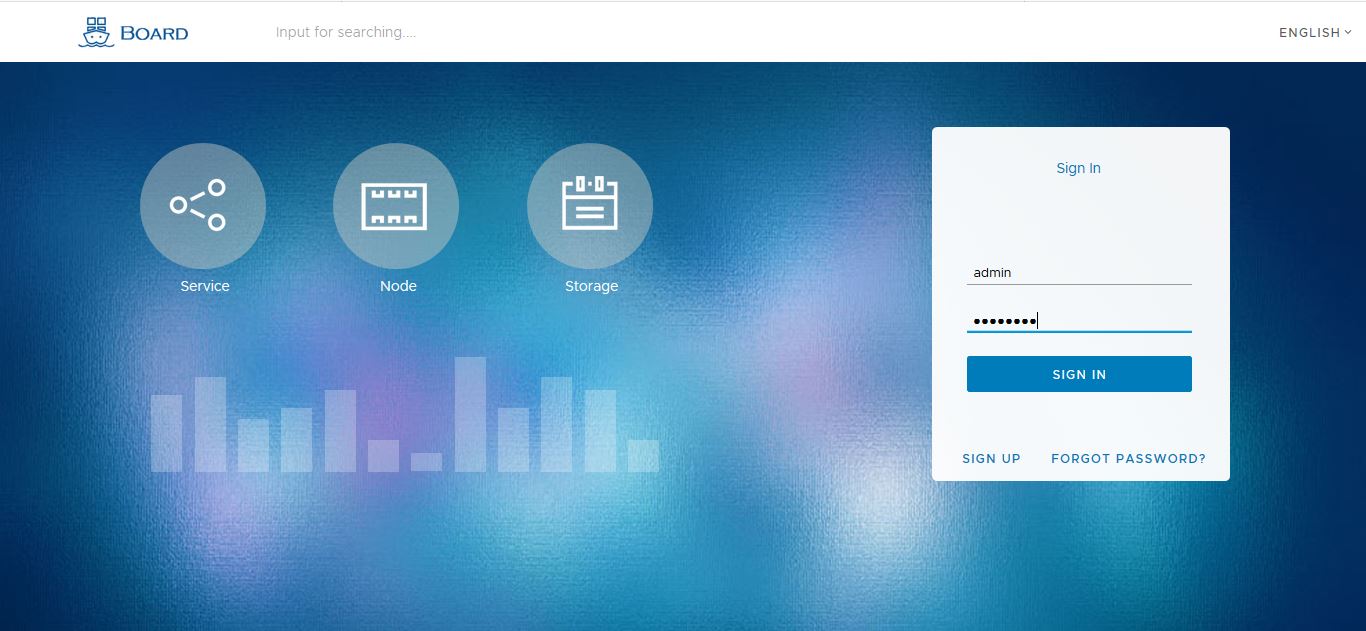 BOARD
Input for searching....
ENGLISH
Service
Node
Storage
Sign In
admin
••••••••
SIGN IN
SIGN UP
FORGOT PASSWORD?